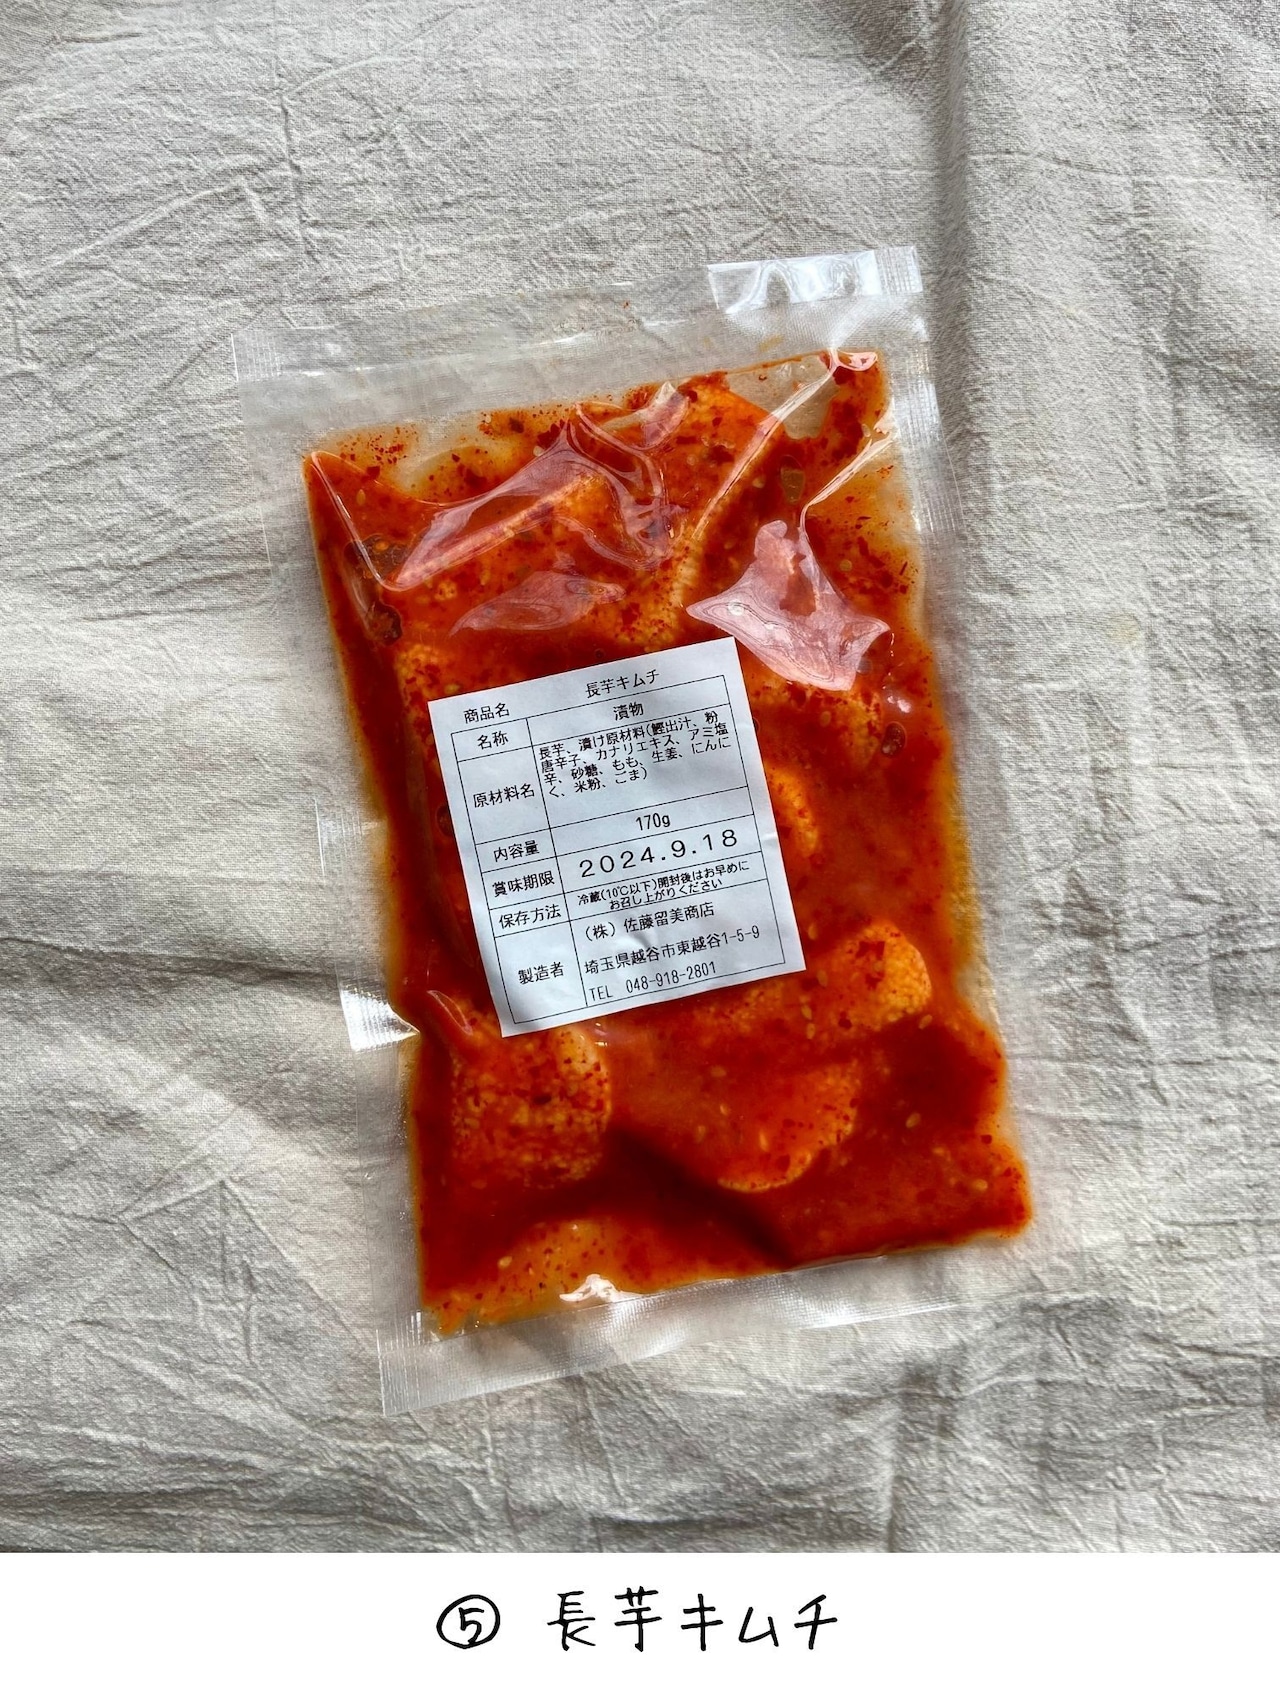 商品名 長芋キムチ
名称 漬物
原材料名 長芋、漬け原材料(鰹出汁、粉
唐辛子、カナリエキス、アミ塩
辛、砂糖、もも、生姜、にんに
く、米粉、ごま)
内容量 170g
賞味期限 2024.9.18
保存方法 冷蔵(10℃以下)開封後はお早めに
お召し上がりください
製造者 (株)佐藤留美商店
埼玉県越谷市東越谷1-5-9
TEL 048-918-2801
⑤ 長芋キムチ